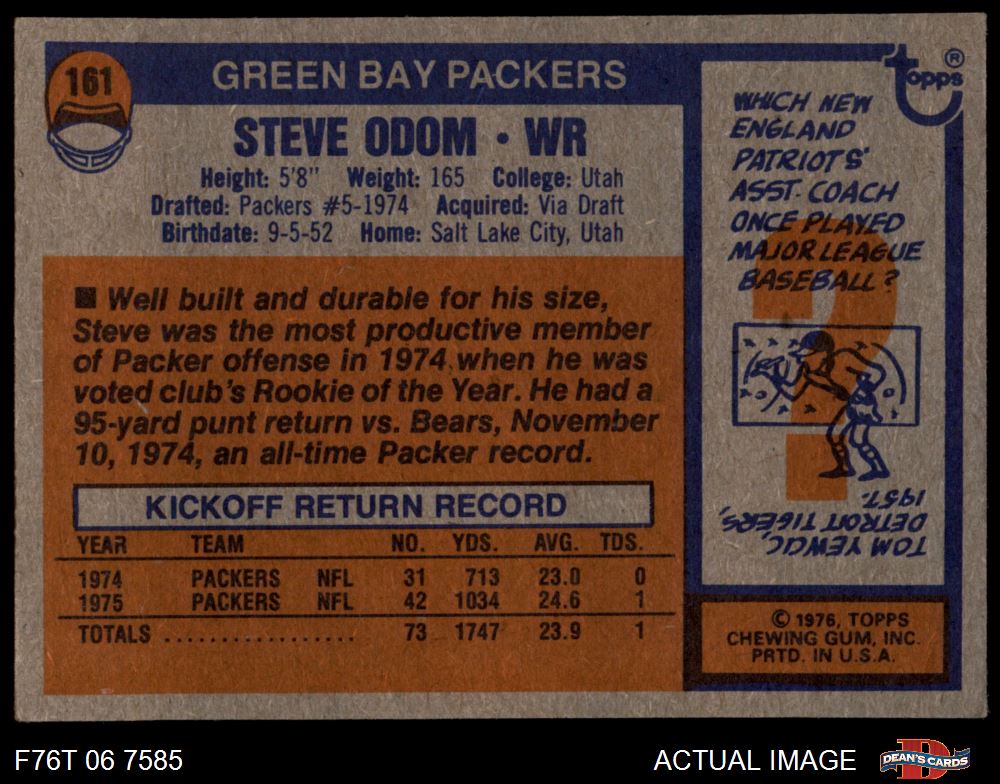 161
GREEN BAY PACKERS
STEVE ODOM • WR
Height: 5'8" Weight: 165 College: Utah
Drafted: Packers #5-1974 Acquired: Via Draft
Birthdate: 9-5-52 Home: Salt Lake City, Utah
■ Well built and durable for his size,
Steve was the most productive member
of Packer offense in 1974 when he was
voted club's Rookie of the Year. He had a
95-yard punt return vs. Bears, November
10, 1974, an all-time Packer record.
KICKOFF RETURN RECORD
YEAR TEAM NO. YDS. AVG. TDS.
1974 PACKERS NFL 31 713 23.0 0
1975 PACKERS NFL 42 1034 24.6 1
TOTALS .................. 73 1747 23.9 1
topps®
WHICH NEW
ENGLAND
PATRIOTS'
ASST. COACH
ONCE PLAYED
MAJOR LEAGUE
BASEBALL?
?
TOM YEWCIC,
DETROIT TIGERS,
1957.
© 1976, TOPPS
CHEWING GUM, INC.
PRTD. IN U.S.A.
F76T 06 7585
ACTUAL IMAGE
D
DEAN'S CARDS